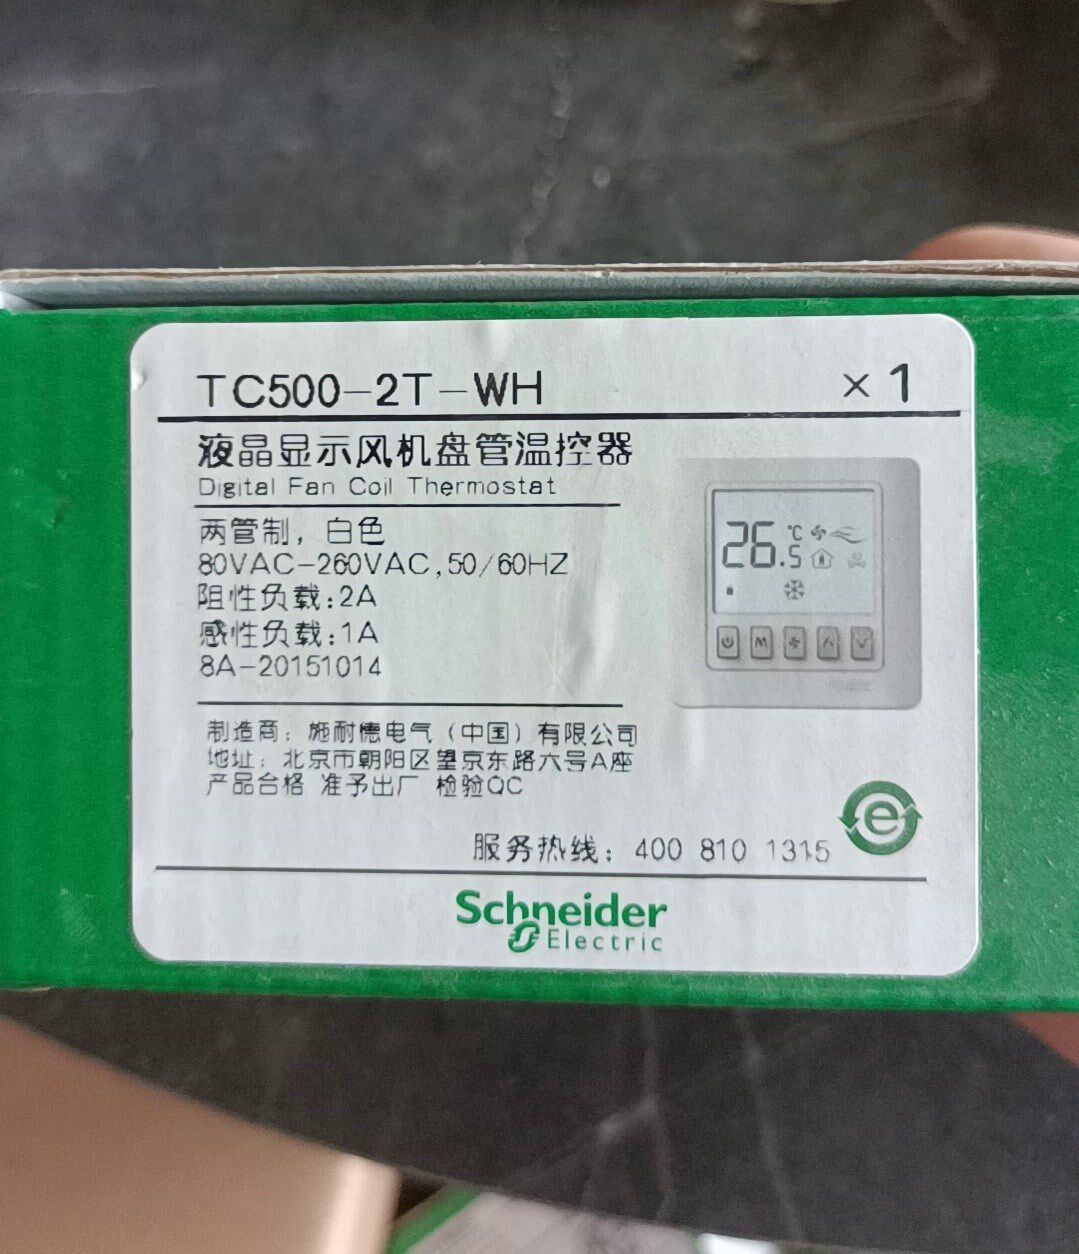 TC500-2T-WH ×1
液晶显示风机盘管温控器
Digital Fan Coil Thermostat
两管制，白色
80VAC-260VAC,50/60HZ
阻性负载:2A
感性负载:1A
8A-20151014
26.5 ℃
M
制造商：施耐德电气（中国）有限公司
地址：北京市朝阳区望京东路六号A座
产品合格 准予出厂 检验QC
e
服务热线：400 810 1315
Schneider
Electric